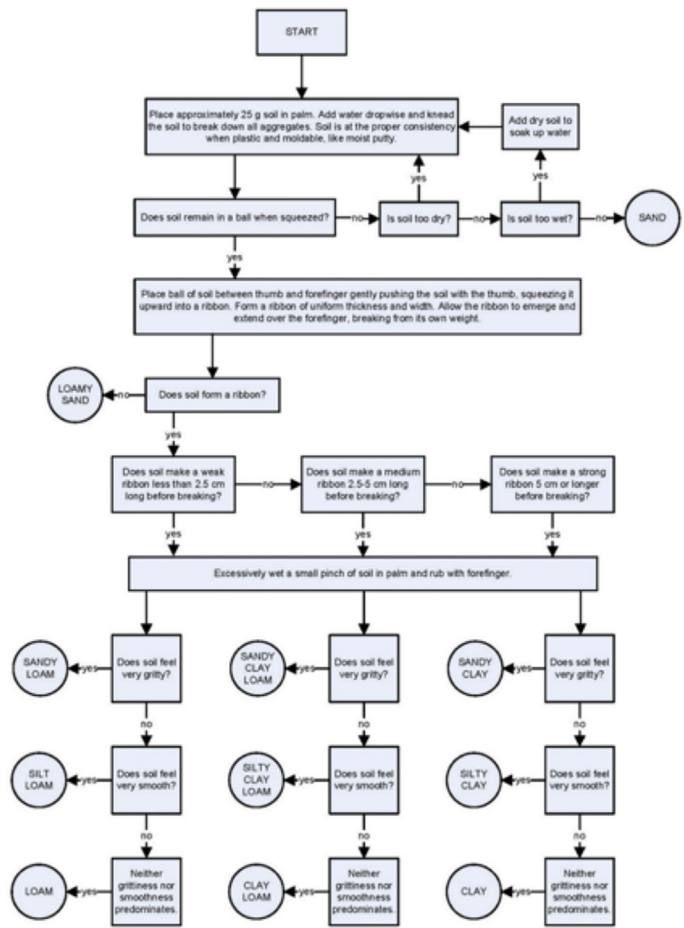 START
Place approximately 25 g soil in palm. Add water dropwise and knead
the soil to break down all aggregates. Soil is at the proper consistency
when plastic and moldable, like moist putty.
Add dry soil to
soak up water
yes
yes
Does soil remain in a ball when squeezed?
no
Is soil too dry?
no
Is soil too wet?
no
SAND
yes
Place ball of soil between thumb and forefinger gently pushing the soil with the thumb, squeezing it
upward into a ribbon. Form a ribbon of uniform thickness and width. Allow the ribbon to emerge and
extend over the forefinger, breaking from its own weight.
LOAMY
SAND
no
Does soil form a ribbon?
yes
Does soil make a weak
ribbon less than 2.5 cm
long before breaking?
no
Does soil make a medium
ribbon 2.5-5 cm long
before breaking?
no
Does soil make a strong
ribbon 5 cm or longer
before breaking?
yes
yes
yes
Excessively wet a small pinch of soil in palm and rub with forefinger.
SANDY
LOAM
yes
Does soil feel
very gritty?
SANDY
CLAY
LOAM
yes
Does soil feel
very gritty?
SANDY
CLAY
yes
Does soil feel
very gritty?
no
no
no
SILT
LOAM
yes
Does soil feel
very smooth?
SILTY
CLAY
LOAM
yes
Does soil feel
very smooth?
SILTY
CLAY
yes
Does soil feel
very smooth?
no
no
no
LOAM
yes
Neither
grittiness nor
smoothness
predominates.
CLAY
LOAM
yes
Neither
grittiness nor
smoothness
predominates.
CLAY
yes
Neither
grittiness nor
smoothness
predominates.